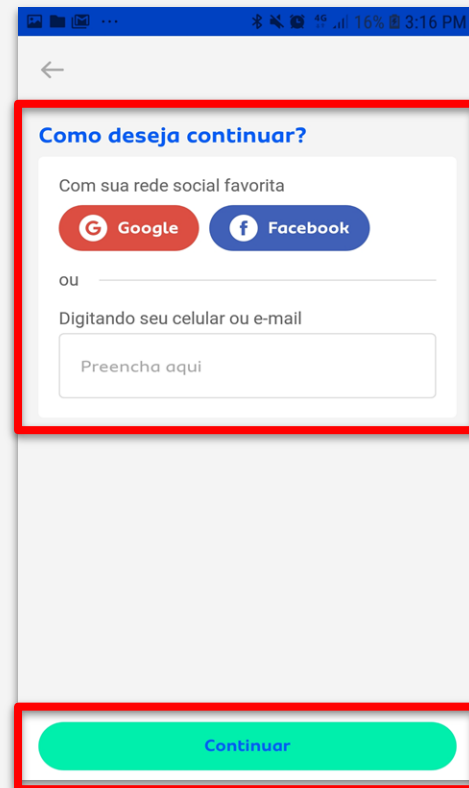 4G 16% 3:16 PM
Como deseja continuar?
Com sua rede social favorita
G Google f Facebook
ou
Digitando seu celular ou e-mail
Preencha aqui
Continuar